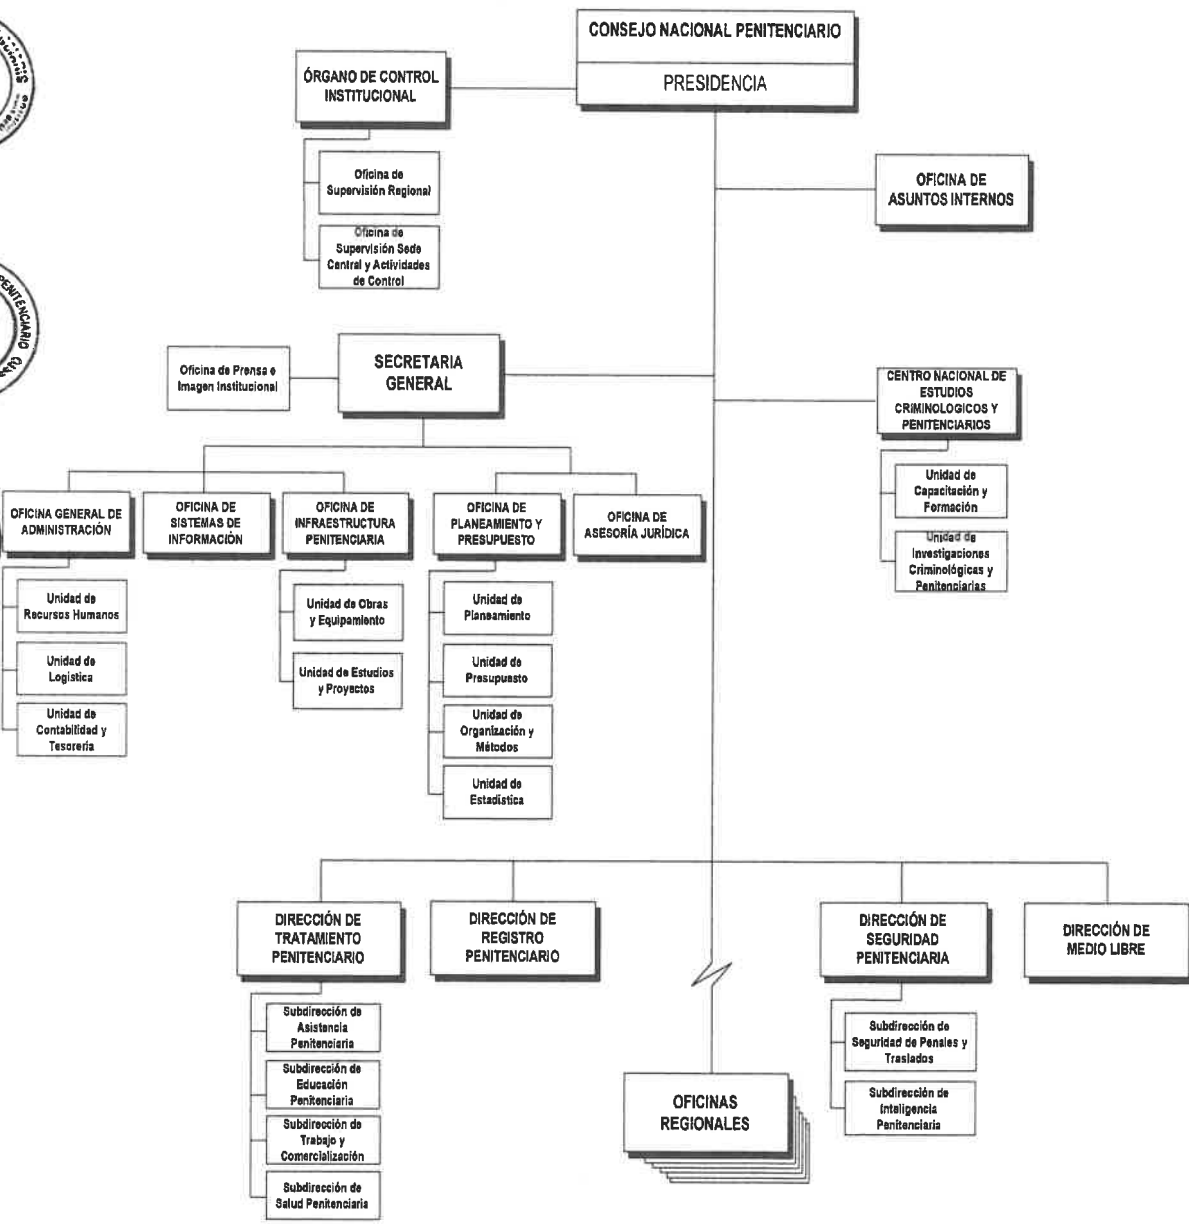 CONSEJO NACIONAL PENITENCIARIO
PRESIDENCIA
ÓRGANO DE CONTROL
INSTITUCIONAL
Oficina de
Supervisión Regional
Oficina de
Supervisión Sede
Central y Actividades
de Control
OFICINA DE
ASUNTOS INTERNOS
PENITENCIARIO
Oficina de Prensa e
Imagen Institucional
SECRETARIA
GENERAL
CENTRO NACIONAL DE
ESTUDIOS
CRIMINOLOGICOS Y
PENITENCIARIOS
Unidad de
Capacitación y
Formación
Unidad de
Investigaciones
Criminológicas y
Penitenciarias
OFICINA GENERAL DE
ADMINISTRACIÓN
OFICINA DE
SISTEMAS DE
INFORMACIÓN
OFICINA DE
INFRAESTRUCTURA
PENITENCIARIA
OFICINA DE
PLANEAMIENTO Y
PRESUPUESTO
OFICINA DE
ASESORÍA JURÍDICA
Unidad de
Recursos Humanos
Unidad de
Logística
Unidad de
Contabilidad y
Tesorería
Unidad de Obras
y Equipamiento
Unidad de Estudios
y Proyectos
Unidad de
Planeamiento
Unidad de
Presupuesto
Unidad de
Organización y
Métodos
Unidad de
Estadística
DIRECCIÓN DE
TRATAMIENTO
PENITENCIARIO
DIRECCIÓN DE
REGISTRO
PENITENCIARIO
DIRECCIÓN DE
SEGURIDAD
PENITENCIARIA
DIRECCIÓN DE
MEDIO LIBRE
Subdirección de
Asistencia
Penitenciaria
Subdirección de
Educación
Penitenciaria
Subdirección de
Trabajo y
Comercialización
Subdirección de
Salud Penitenciaria
OFICINAS
REGIONALES
Subdirección de
Seguridad de Penales y
Traslados
Subdirección de
Inteligencia
Penitenciaria